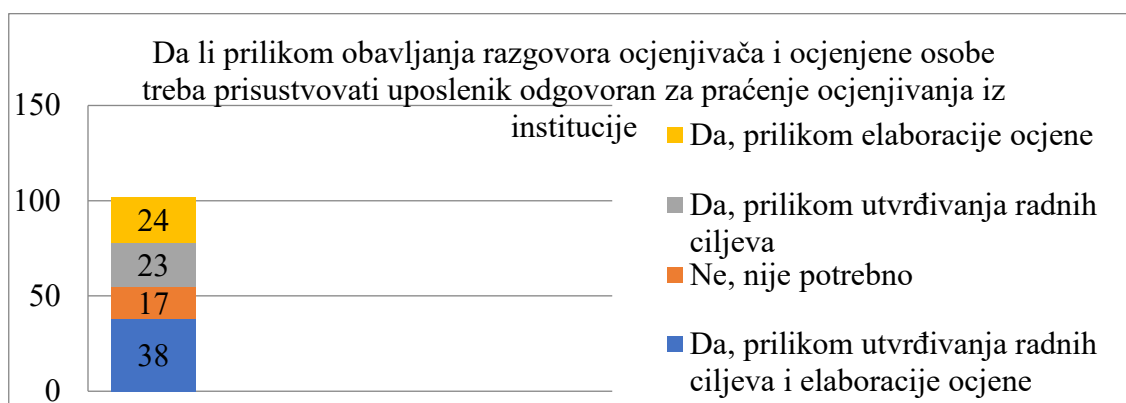 Da li prilikom obavljanja razgovora ocjenjivača i ocjenjene osobe
treba prisustvovati uposlenik odgovoran za praćenje ocjenjivanja iz
institucije
150
100
50
0
24
23
17
38
Da, prilikom elaboracije ocjene
Da, prilikom utvrđivanja radnih
ciljeva
Ne, nije potrebno
Da, prilikom utvrđivanja radnih
ciljeva i elaboracije ocjene